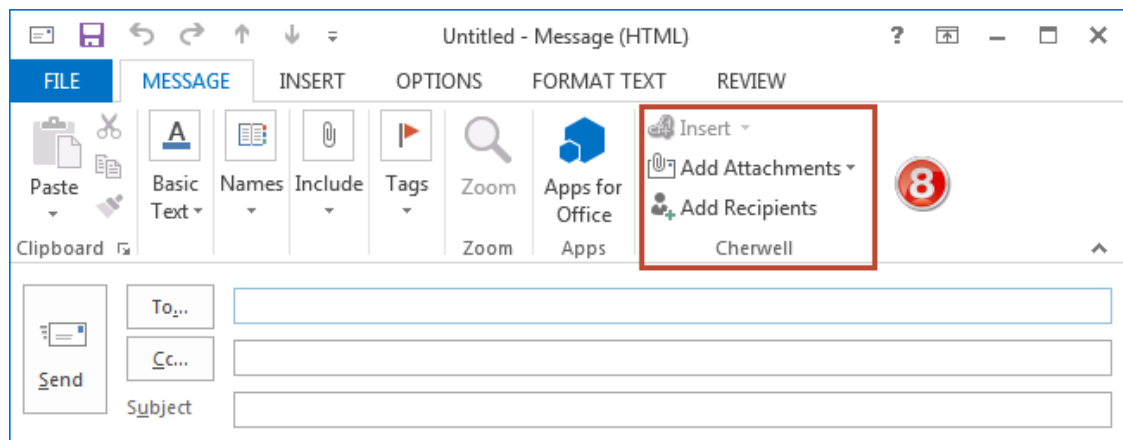 Untitled - Message (HTML) ?
FILE MESSAGE INSERT OPTIONS FORMAT TEXT REVIEW
Insert
Add Attachments
Add Recipients
Paste
Basic Text
Names
Include
Tags
Zoom
Apps for Office
8
Clipboard Zoom Apps Cherwell
To...
Cc...
Send
Subject